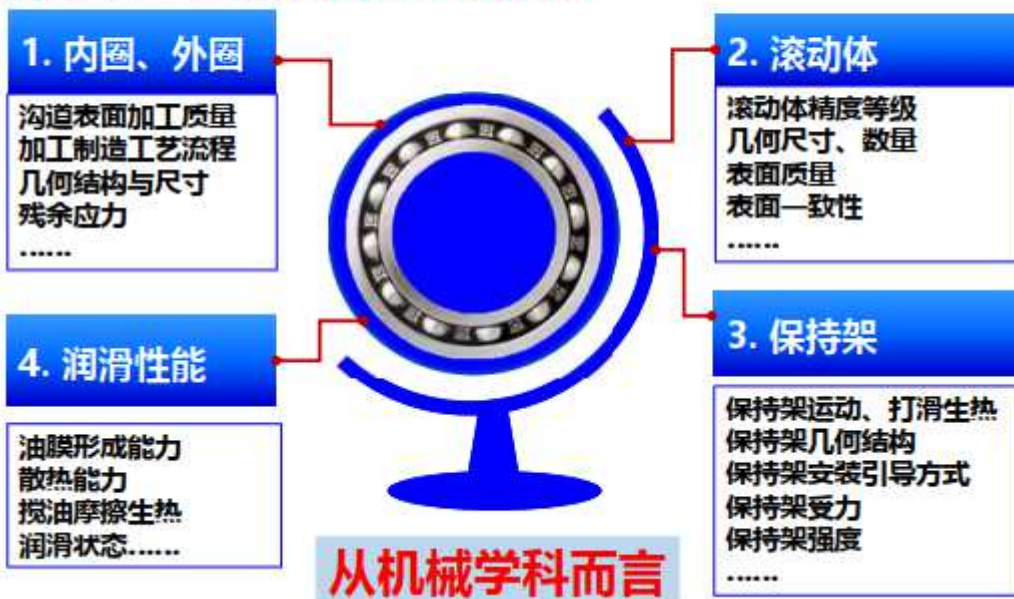 1. 内圈、外圈
沟道表面加工质量
加工制造工艺流程
几何结构与尺寸
残余应力
……
2. 滚动体
滚动体精度等级
几何尺寸、数量
表面质量
表面一致性
……
3. 保持架
保持架运动、打滑生热
保持架几何结构
保持架安装引导方式
保持架受力
保持架强度
……
4. 润滑性能
油膜形成能力
散热能力
搅油摩擦生热
润滑状态……
从机械学科而言